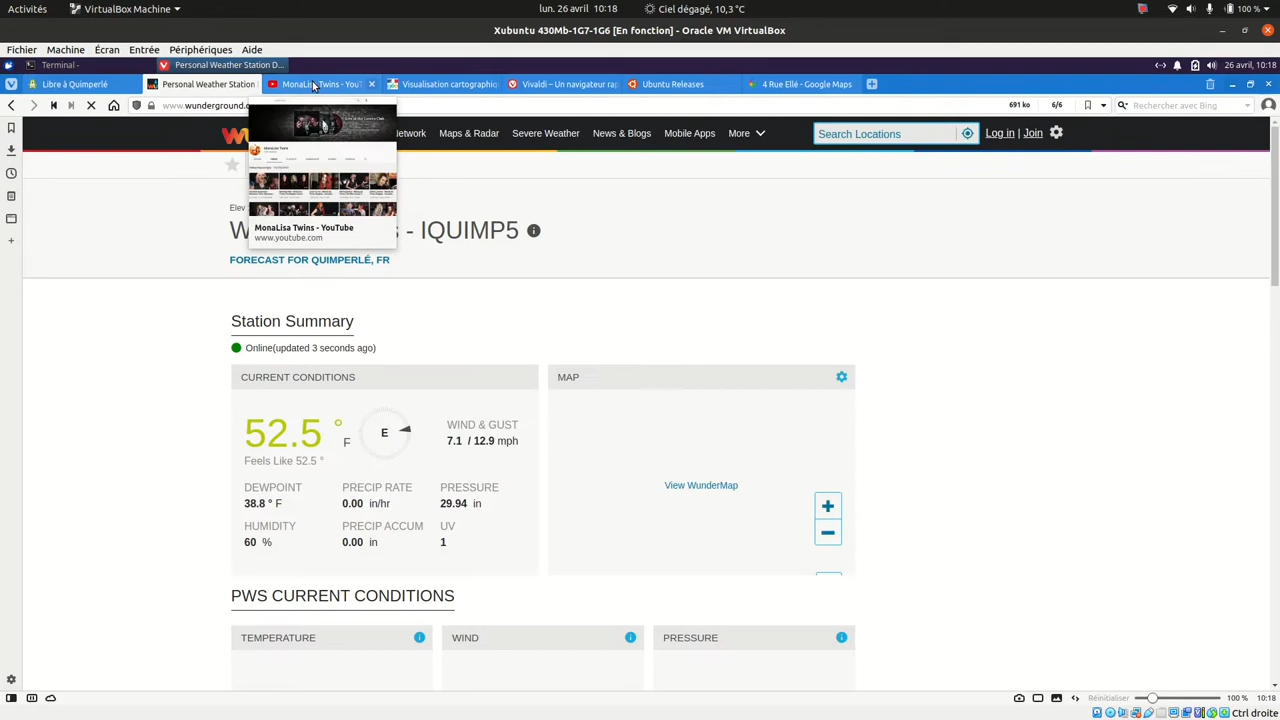 Activités
VirtualBox Machine
lun. 26 avril 10:18
Ciel dégagé, 10,3 °C
100 %
Xubuntu 430Mb-1G7-1G6 [En fonction] - Oracle VM VirtualBox
Fichier Machine Écran Entrée Périphériques Aide
Terminal -
Personal Weather Station D...
26 avril, 10:18
Libre à Quimperlé
Personal Weather Station
MonaLisa Twins - YouT
Visualisation cartographiq
Vivaldi – Un navigateur rap
Ubuntu Releases
4 Rue Ellé - Google Maps
www.wunderground.c
691 ko
6/6
Rechercher avec Bing
etwork
Maps & Radar
Severe Weather
News & Blogs
Mobile Apps
More
Search Locations
Log in | Join
MonaLisa Twins - YouTube
www.youtube.com
Elev
W
- IQUIMP5
FORECAST FOR QUIMPERLÉ, FR
Station Summary
Online(updated 3 seconds ago)
CURRENT CONDITIONS
52.5 ° F
Feels Like 52.5 °
E
WIND & GUST
7.1 / 12.9 mph
DEWPOINT
38.8 ° F
PRECIP RATE
0.00 in/hr
PRESSURE
29.94 in
HUMIDITY
60 %
PRECIP ACCUM
0.00 in
UV
1
MAP
View WunderMap
PWS CURRENT CONDITIONS
TEMPERATURE
WIND
PRESSURE
Réinitialiser
100 %
10:18
Ctrl droite